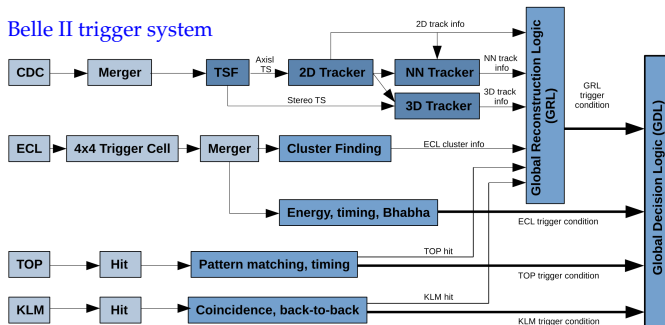 Belle II trigger system
2D track info
CDC
Merger
TSF
Axisl
TS
2D Tracker
NN Tracker
NN track
info
Stereo TS
3D Tracker
3D track
info
Global Reconstruction Logic
(GRL)
GRL
trigger
condition
Global Decision Logic (GDL)
ECL
4x4 Trigger Cell
Merger
Cluster Finding
ECL cluster info
Energy, timing, Bhabha
ECL trigger condition
TOP
Hit
Pattern matching, timing
TOP hit
TOP trigger condition
KLM
Hit
Coincidence, back-to-back
KLM hit
KLM trigger condition